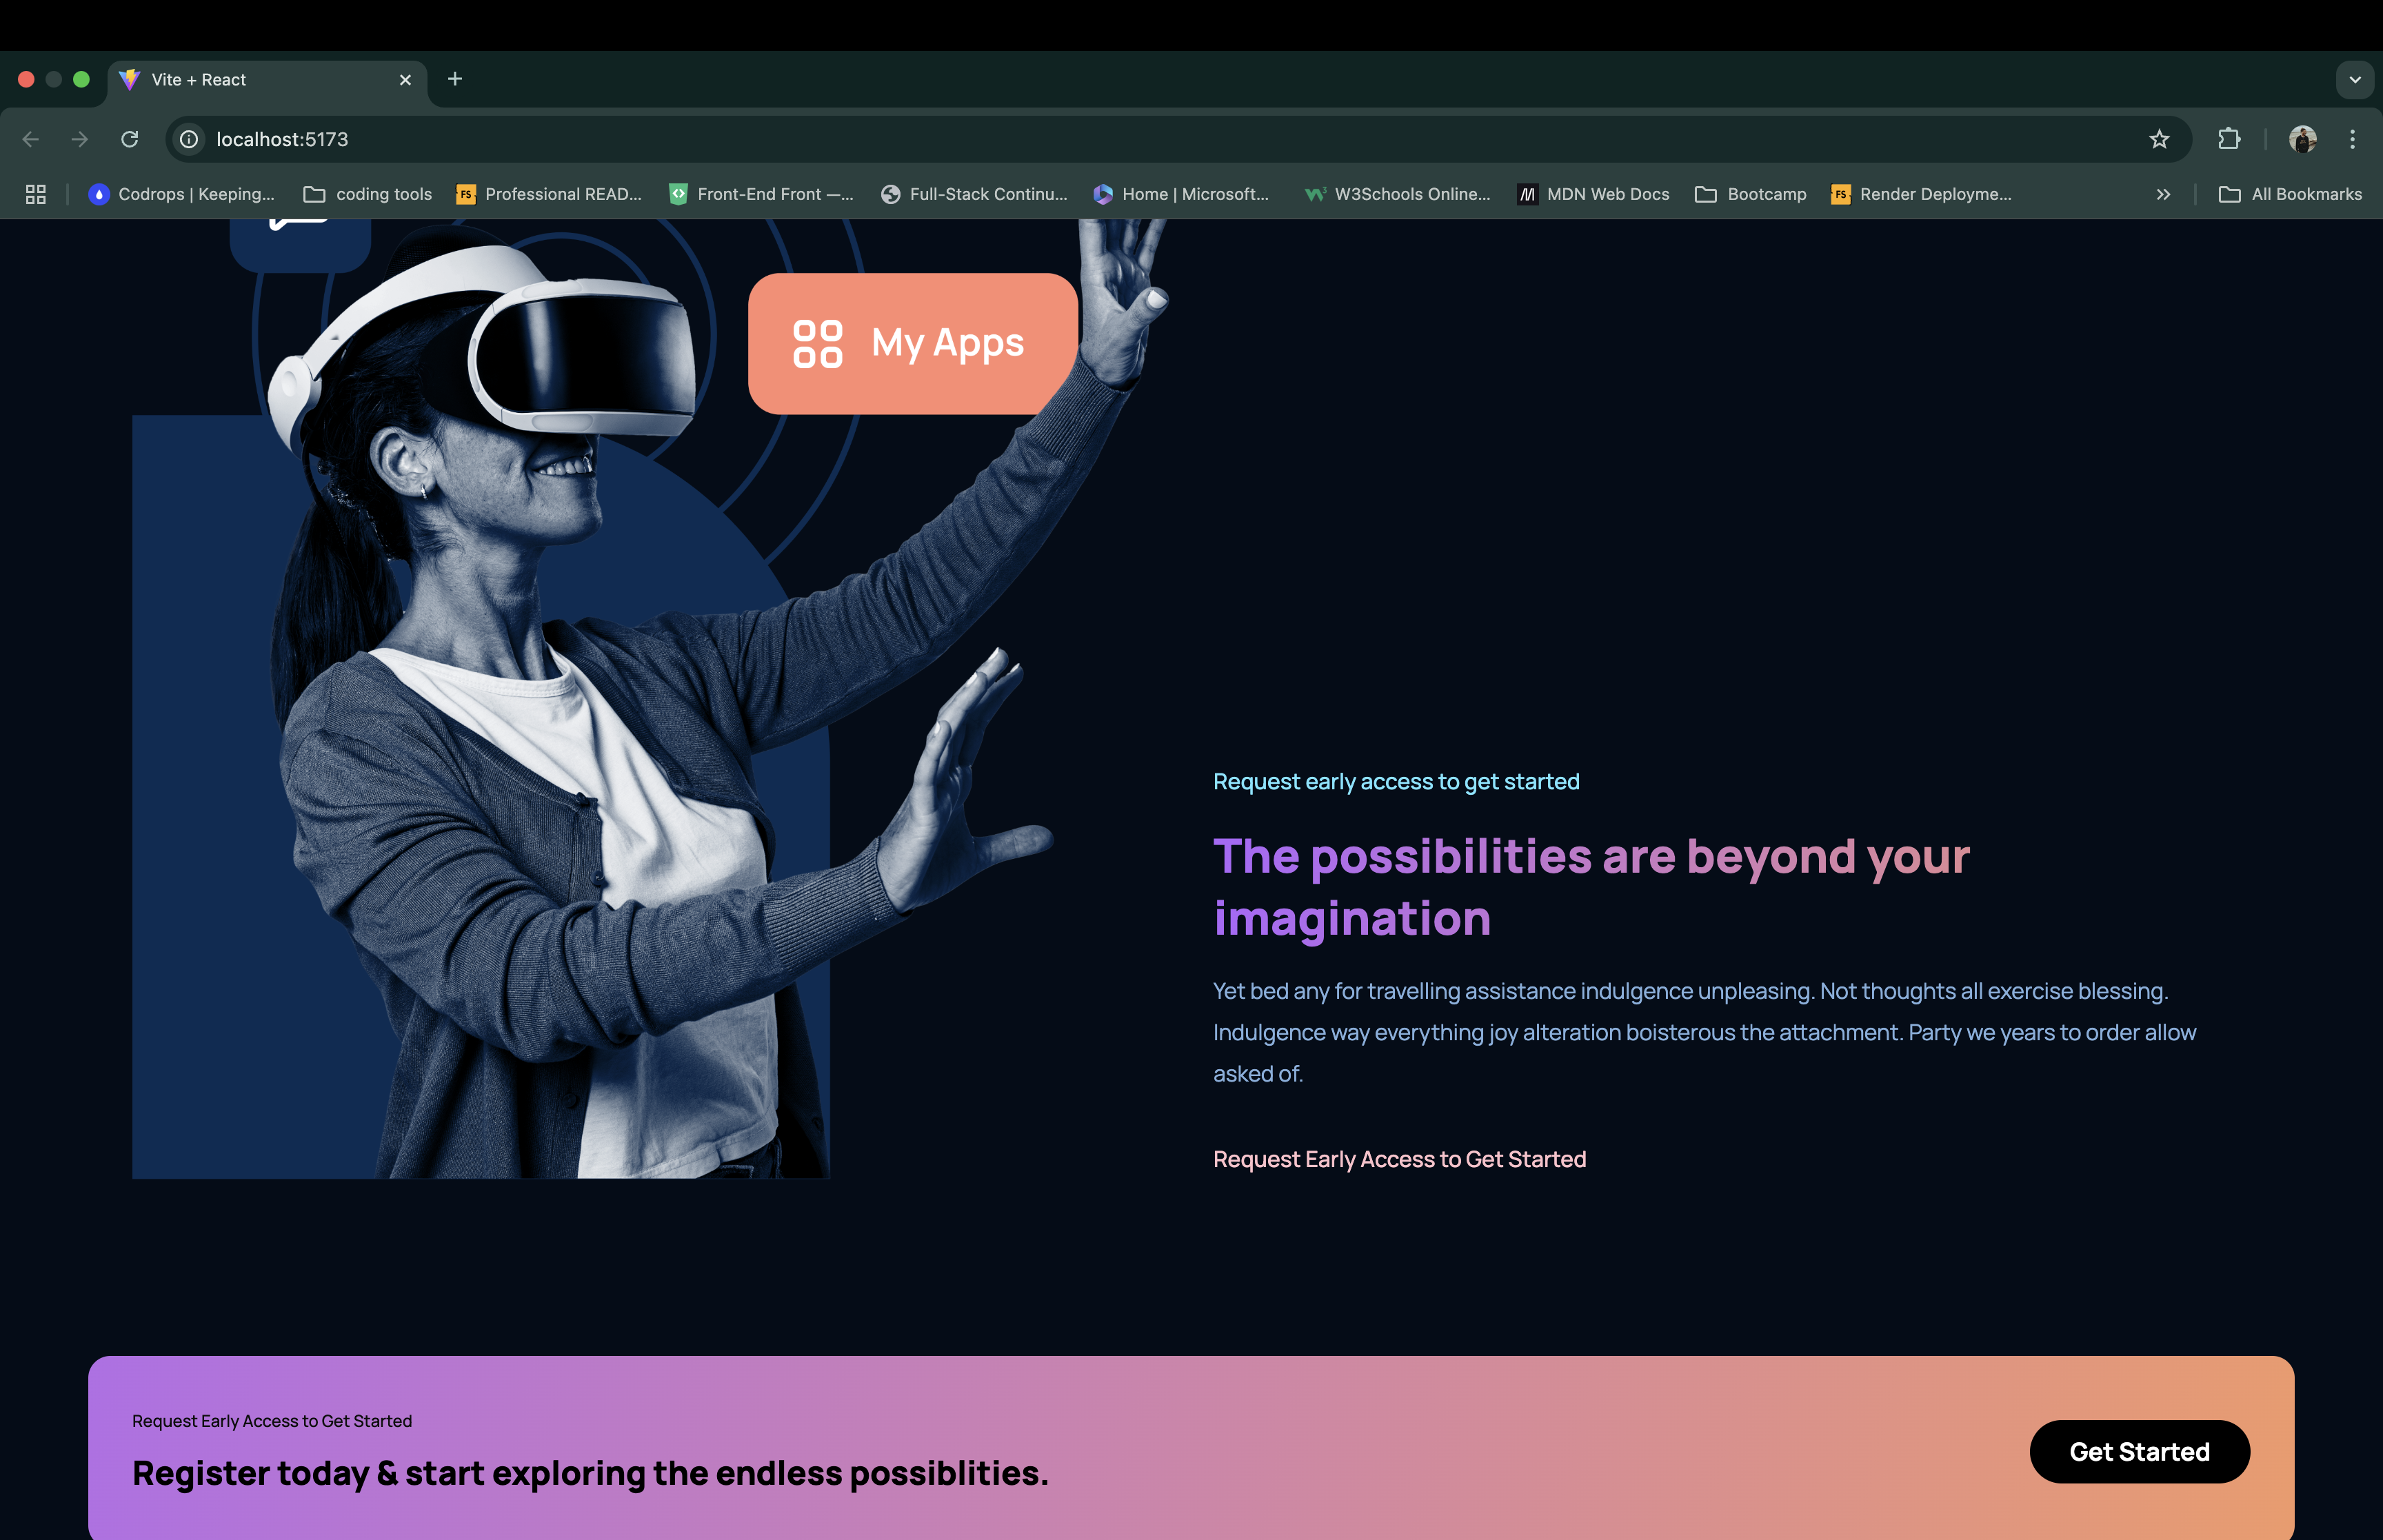 Vite + React
localhost:5173
Codrops | Keeping...
coding tools
FS
Professional READ...
Front-End Front —...
Full-Stack Continu...
Home | Microsoft...
W3Schools Online...
MDN Web Docs
Bootcamp
FS
Render Deployme...
All Bookmarks
My Apps
Request early access to get started
The possibilities are beyond your
imagination
Yet bed any for travelling assistance indulgence unpleasing. Not thoughts all exercise blessing.
Indulgence way everything joy alteration boisterous the attachment. Party we years to order allow
asked of.
Request Early Access to Get Started
Request Early Access to Get Started
Register today & start exploring the endless possiblities.
Get Started